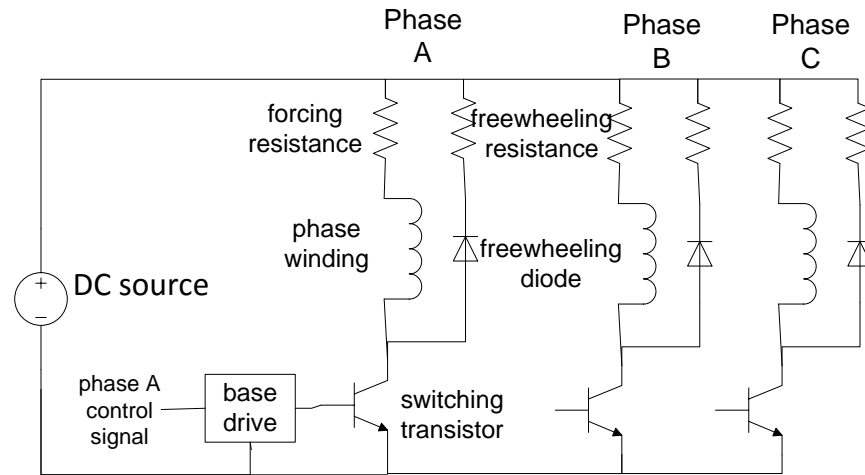 Phase
A
Phase
B
Phase
C
forcing
resistance
freewheeling
resistance
phase
winding
freewheeling
diode
+
−
DC source
phase A
control
signal
base
drive
switching
transistor